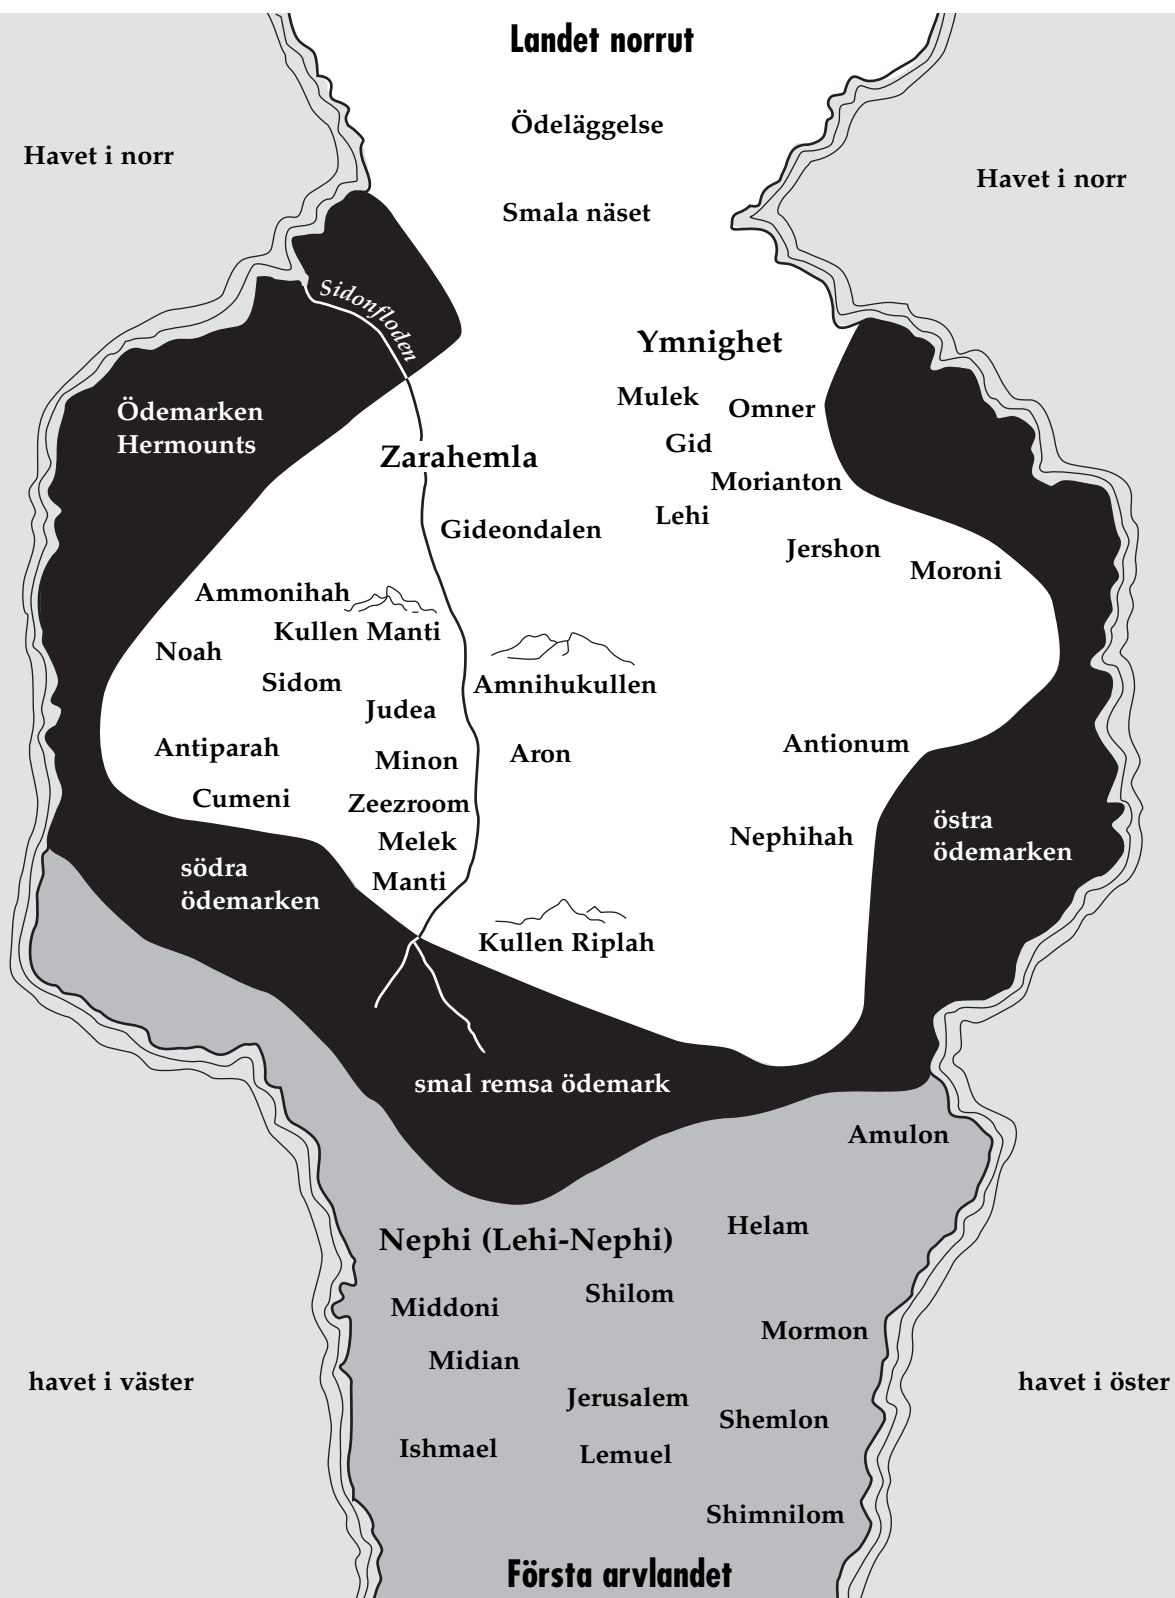 Landet norrut
Ödeläggelse
Havet i norr
Havet i norr
Smala näset
Sidonfloden
Ymnighet
Mulek
Omner
Ödemarken
Hermounts
Gid
Zarahemla
Morianton
Lehi
Gideondalen
Jershon
Moroni
Ammonihah
Kullen Manti
Noah
Sidom
Amnihukullen
Judea
Antiparah
Minon
Aron
Antionum
Cumeni
Zeezroom
östra
ödemarken
Melek
Nephihah
södra
ödemarken
Manti
Kullen Riplah
smal remsa ödemark
Amulon
Helam
Nephi (Lehi-Nephi)
Shilom
Middoni
Mormon
Midian
havet i väster
havet i öster
Jerusalem
Shemlon
Ishmael
Lemuel
Shimnilom
Första arvlandet